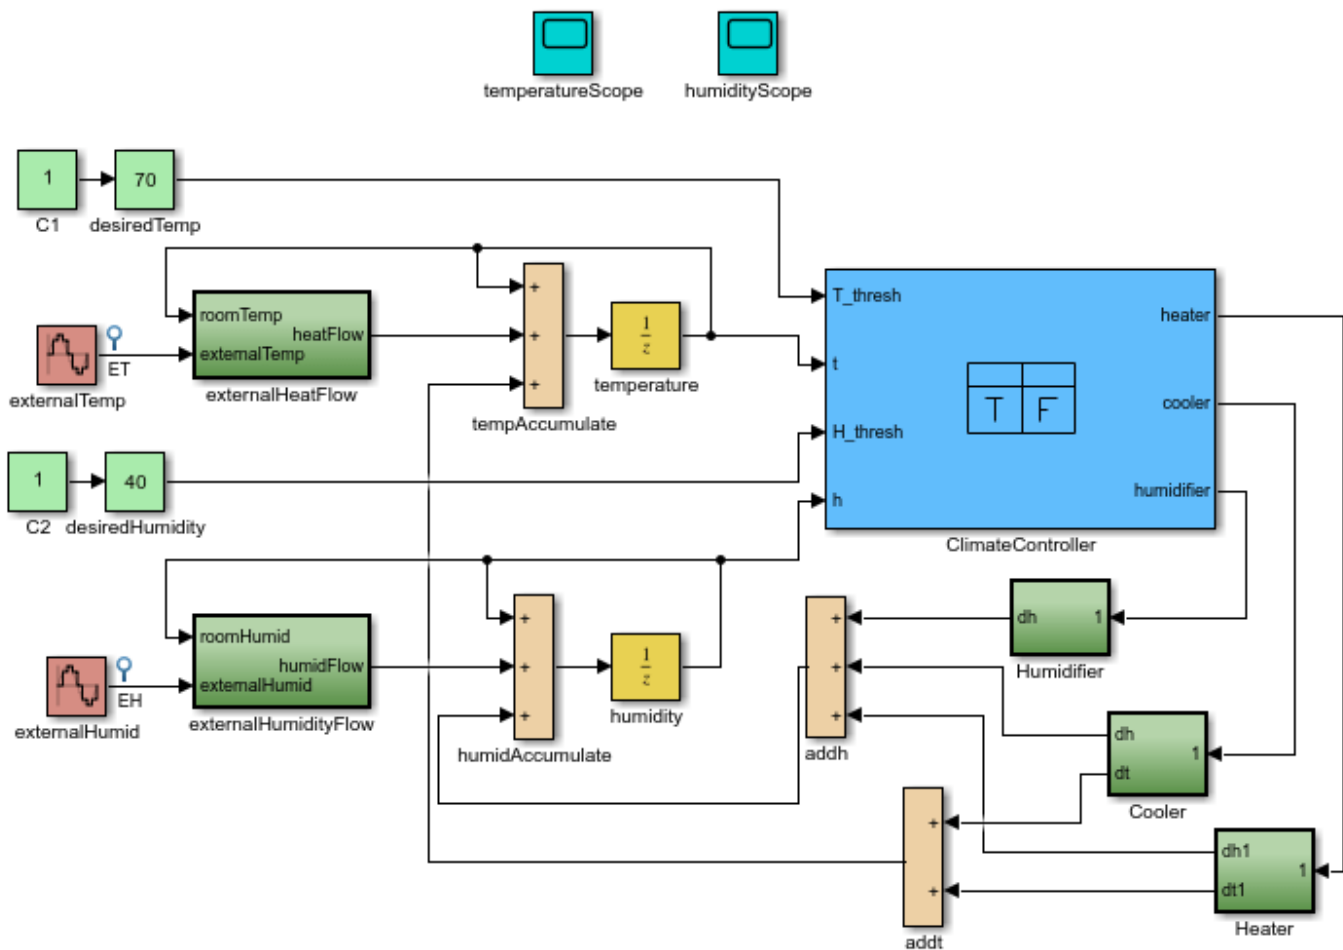 temperatureScope
humidityScope
1
C1
70
desiredTemp
roomTemp
heatFlow
externalTemp
externalHeatFlow
ET
externalTemp
+
+
+
tempAccumulate
1
z
temperature
T_thresh
t
H_thresh
h
heater
cooler
humidifier
T F
ClimateController
1
C2
40
desiredHumidity
roomHumid
humidFlow
externalHumid
externalHumidityFlow
EH
externalHumid
+
+
+
humidAccumulate
1
z
humidity
+
+
+
addh
dh 1
Humidifier
dh
1
dt
Cooler
+
+
addt
dh1
1
dt1
Heater